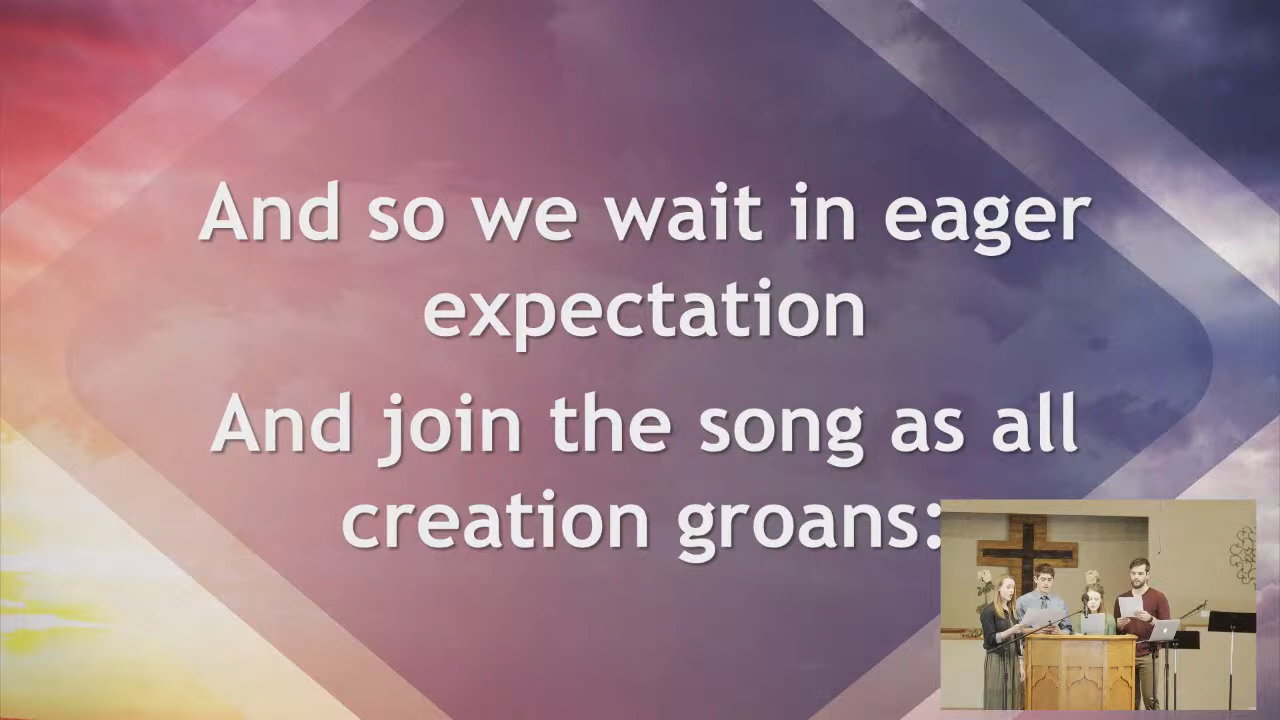 And so we wait in eager
expectation
And join the song as all
creation groans: